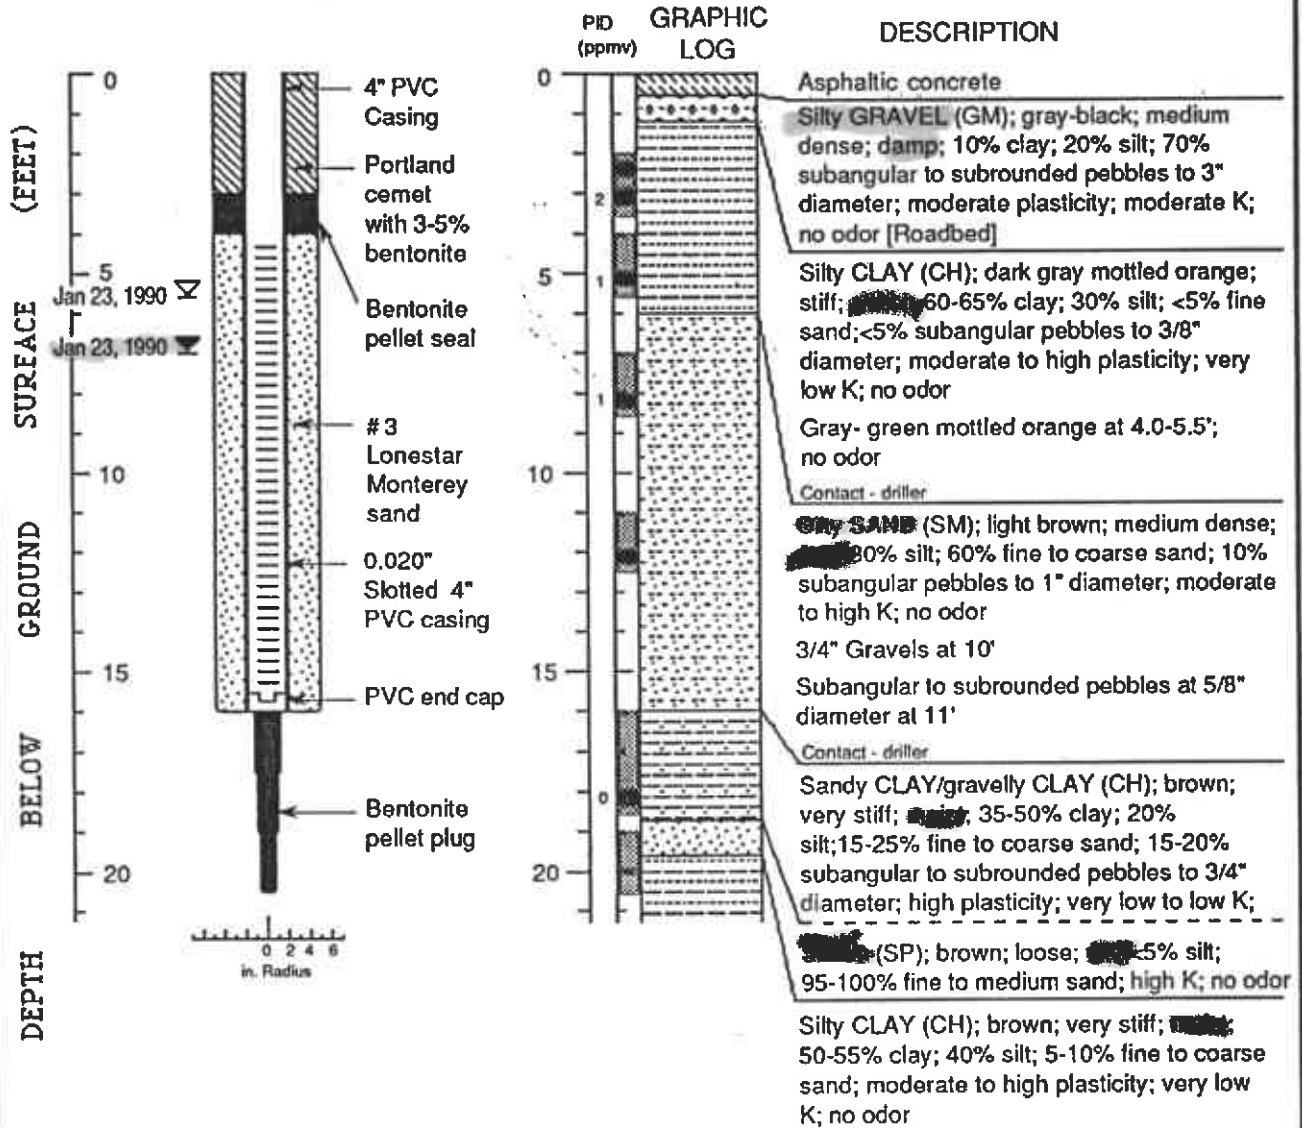 PID
(ppmv)
GRAPHIC
LOG
DESCRIPTION
DEPTH BELOW GROUND SURFACE (FEET)
0
5
10
15
20
Jan 23, 1990
Jan 23, 1990
4" PVC
Casing
Portland
cemet
with 3-5%
bentonite
Bentonite
pellet seal
#3
Lonestar
Monterey
sand
0.020"
Slotted 4"
PVC casing
PVC end cap
Bentonite
pellet plug
0 2 4 6
in. Radius
0
5
10
15
20
2
1
1
0
Asphaltic concrete
Silty GRAVEL (GM); gray-black; medium
dense; damp; 10% clay; 20% silt; 70%
subangular to subrounded pebbles to 3"
diameter; moderate plasticity; moderate K;
no odor [Roadbed]
Silty CLAY (CH); dark gray mottled orange;
stiff; 60-65% clay; 30% silt; <5% fine
sand;<5% subangular pebbles to 3/8"
diameter; moderate to high plasticity; very
low K; no odor
Gray- green mottled orange at 4.0-5.5';
no odor
Contact - driller
SAND (SM); light brown; medium dense;
30% silt; 60% fine to coarse sand; 10%
subangular pebbles to 1" diameter; moderate
to high K; no odor
3/4" Gravels at 10'
Subangular to subrounded pebbles at 5/8"
diameter at 11'
Contact - driller
Sandy CLAY/gravelly CLAY (CH); brown;
very stiff; 35-50% clay; 20%
silt;15-25% fine to coarse sand; 15-20%
subangular to subrounded pebbles to 3/4"
diameter; high plasticity; very low to low K;
(SP); brown; loose; <5% silt;
95-100% fine to medium sand; high K; no odor
Silty CLAY (CH); brown; very stiff;
50-55% clay; 40% silt; 5-10% fine to coarse
sand; moderate to high plasticity; very low
K; no odor